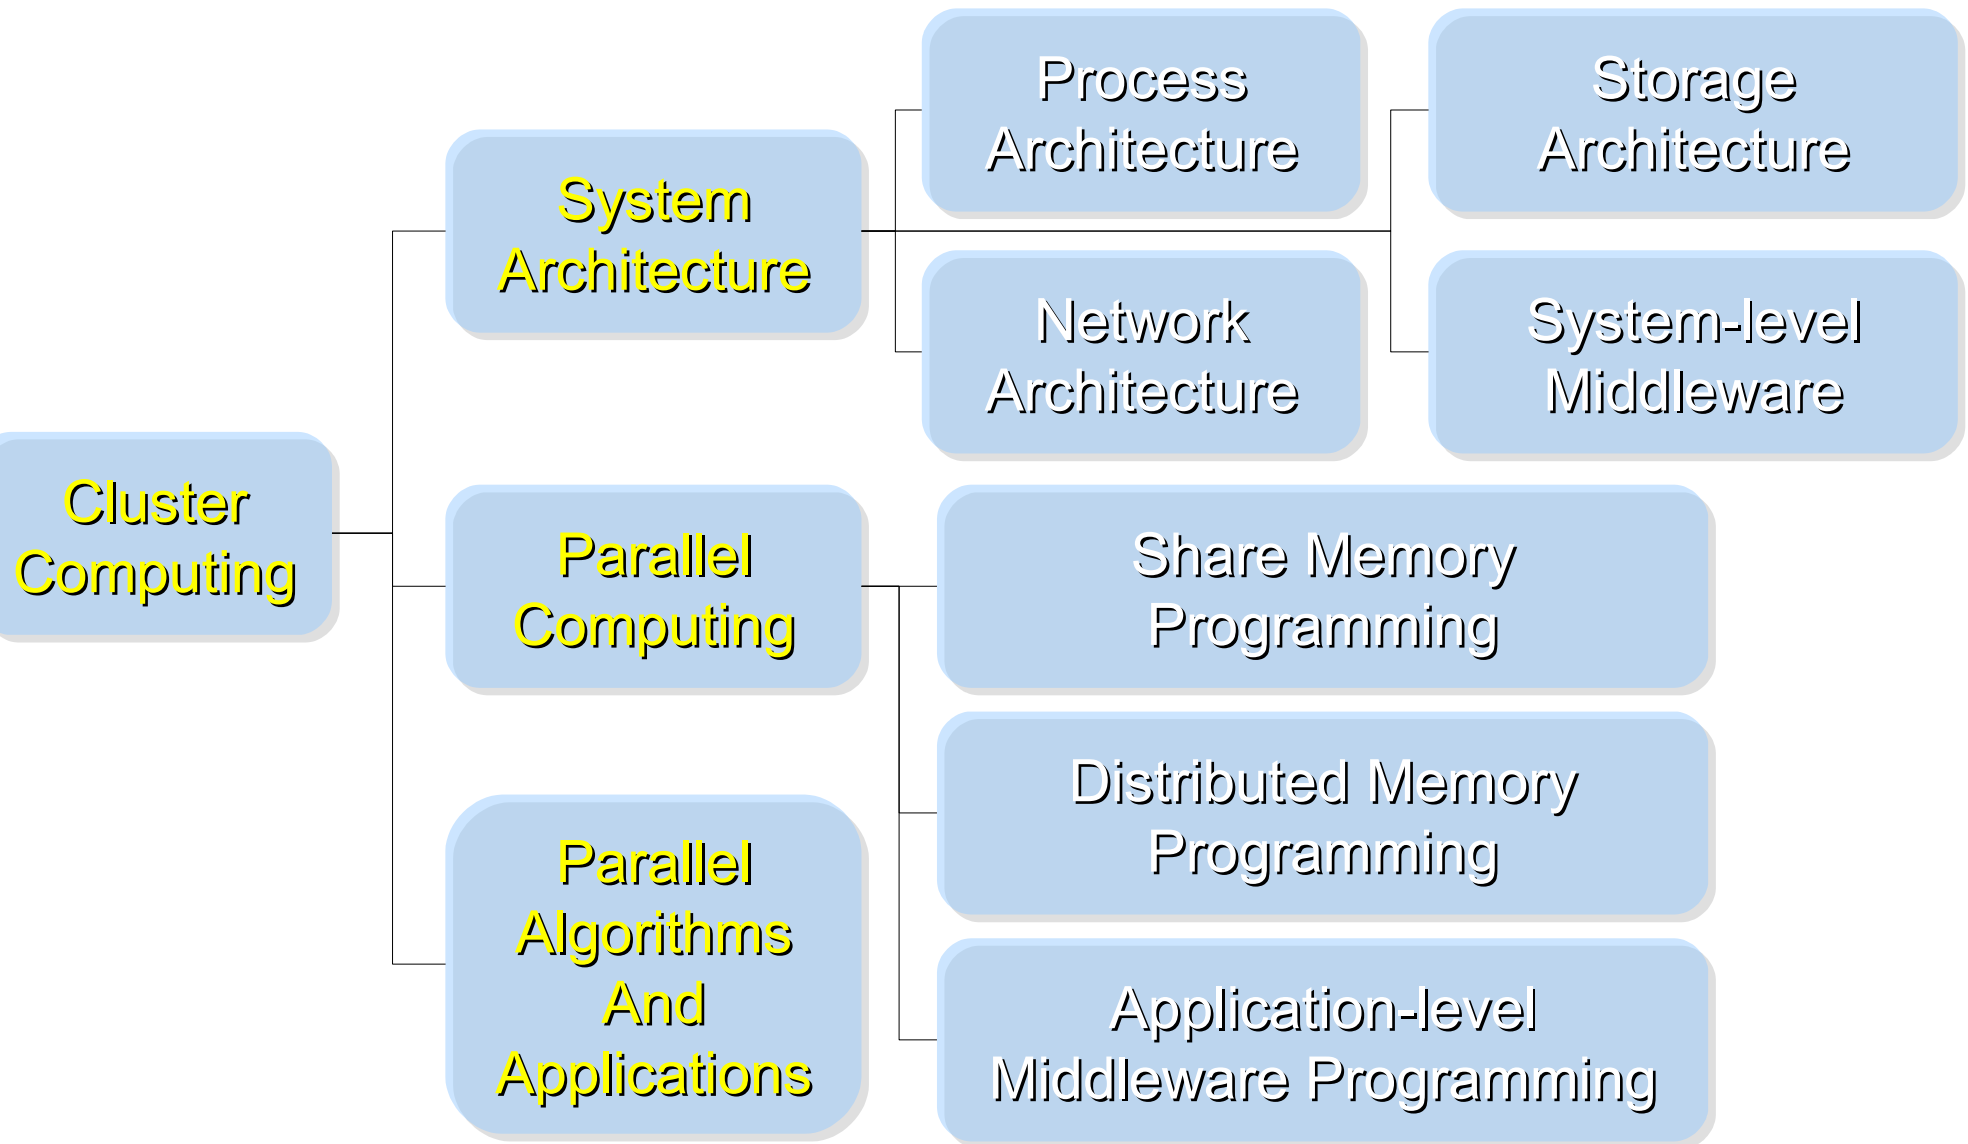 Cluster
Computing
System
Architecture
Process
Architecture
Storage
Architecture
Network
Architecture
System-level
Middleware
Parallel
Computing
Share Memory
Programming
Distributed Memory
Programming
Application-level
Middleware Programming
Parallel
Algorithms
And
Applications